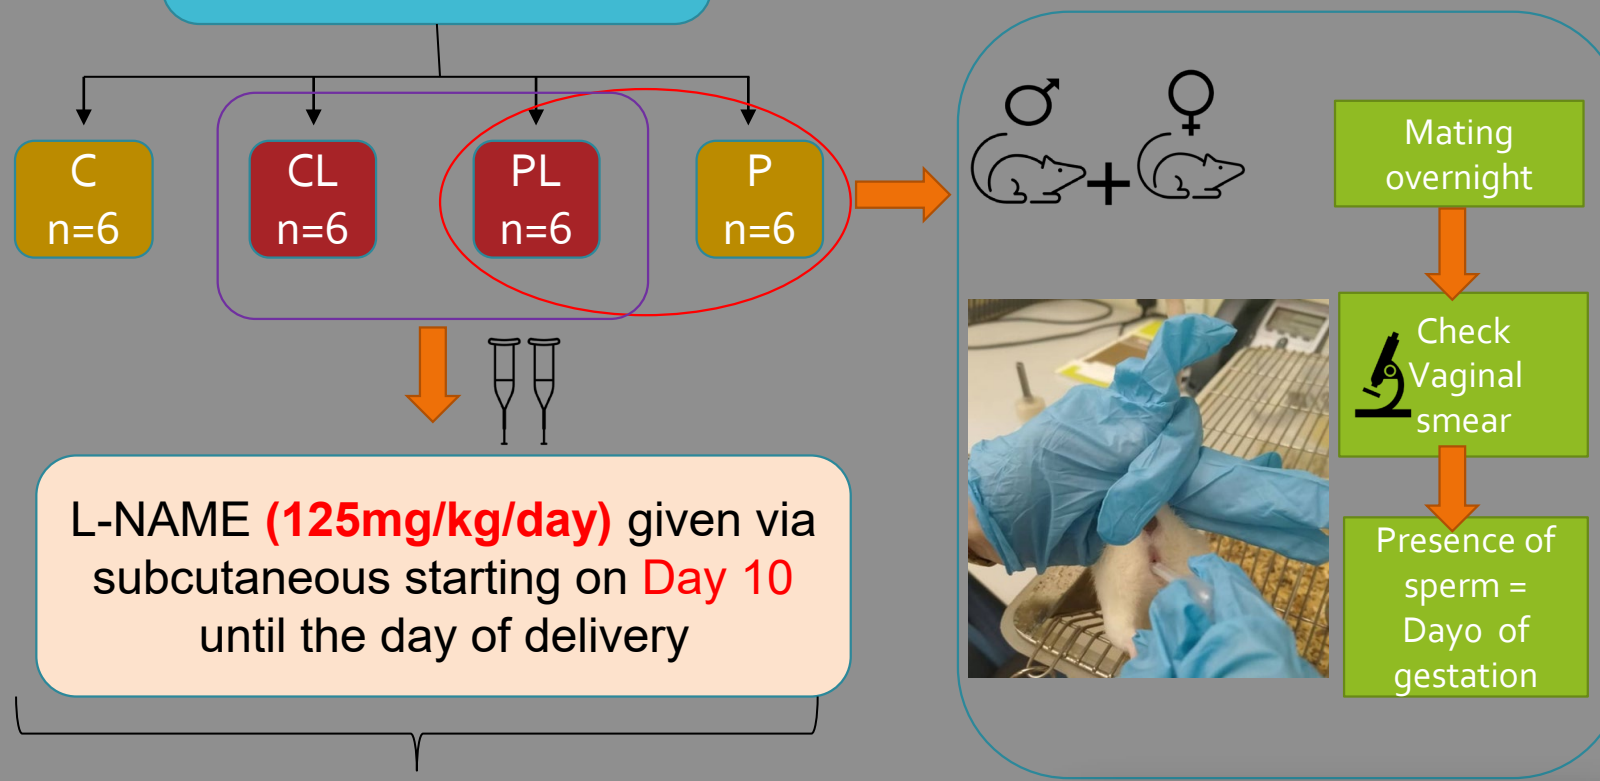 C
n=6
CL
n=6
PL
n=6
P
n=6
Mating
overnight
Check
Vaginal
smear
Presence of
sperm =
Dayo of
gestation
L-NAME (125mg/kg/day) given via
subcutaneous starting on Day 10
until the day of delivery